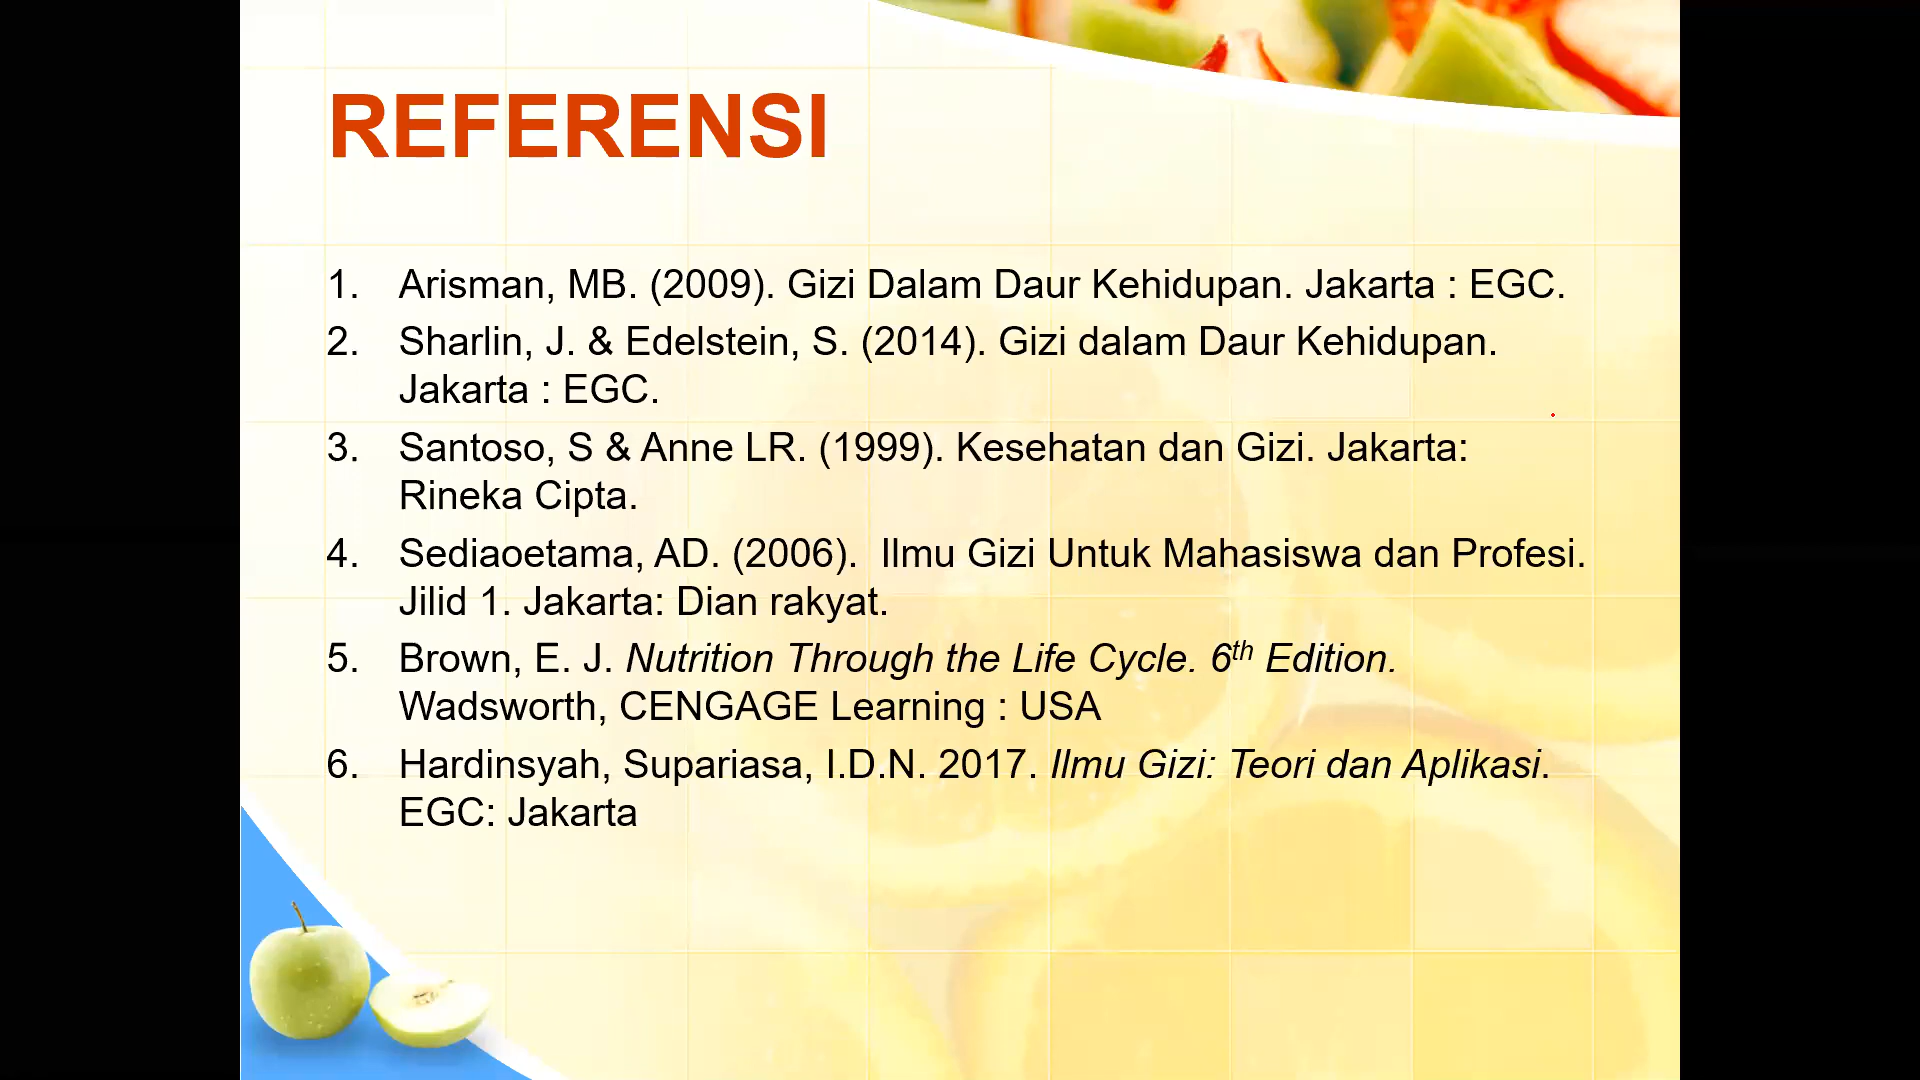 REFERENSI
1. Arisman, MB. (2009). Gizi Dalam Daur Kehidupan. Jakarta : EGC.
2. Sharlin, J. & Edelstein, S. (2014). Gizi dalam Daur Kehidupan.
Jakarta : EGC.
3. Santoso, S & Anne LR. (1999). Kesehatan dan Gizi. Jakarta:
Rineka Cipta.
4. Sediaoetama, AD. (2006).  Ilmu Gizi Untuk Mahasiswa dan Profesi.
Jilid 1. Jakarta: Dian rakyat.
5. Brown, E. J. Nutrition Through the Life Cycle. 6th Edition.
Wadsworth, CENGAGE Learning : USA
6. Hardinsyah, Supariasa, I.D.N. 2017. Ilmu Gizi: Teori dan Aplikasi.
EGC: Jakarta